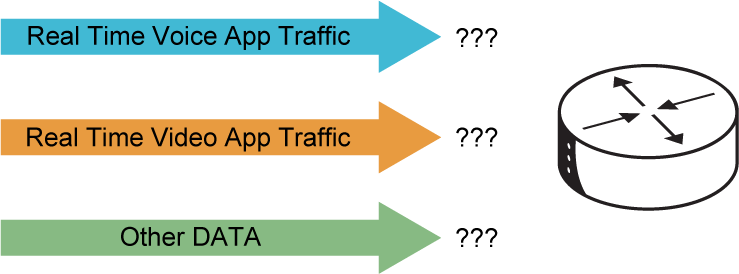 Real Time Voice App Traffic ???
Real Time Video App Traffic ???
Other DATA ???